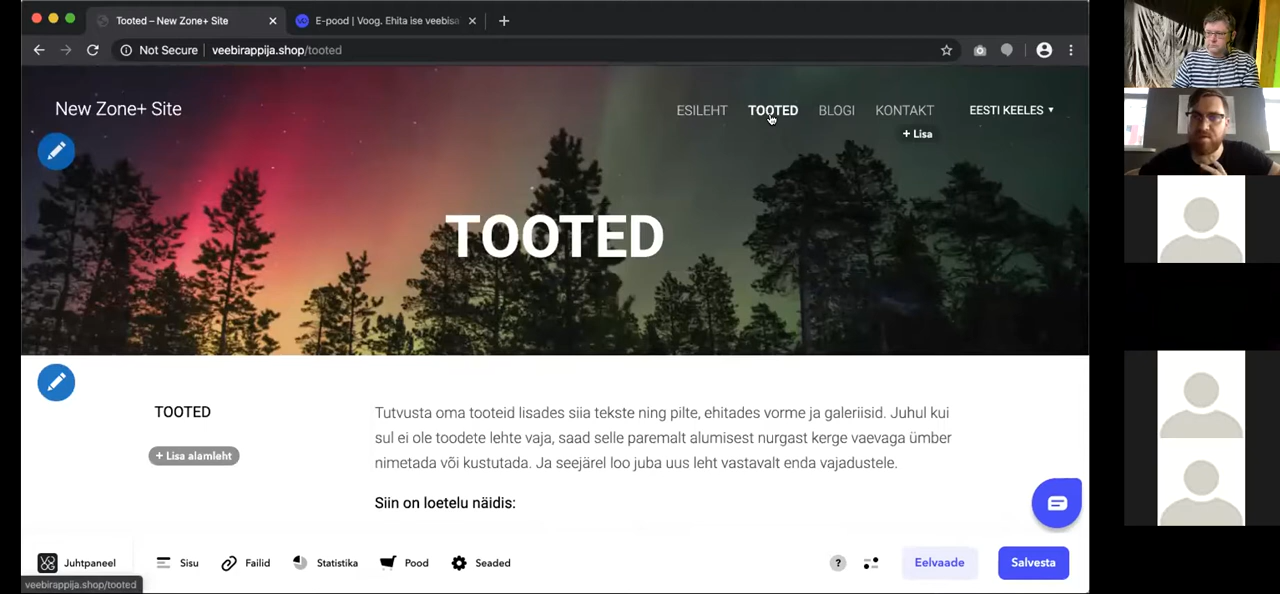 Tooted – New Zone+ Site
E-pood | Voog. Ehita ise veebisa
Not Secure | veebirappija.shop/tooted
New Zone+ Site
ESILEHT TOOTED BLOGI KONTAKT EESTI KEELES
+ Lisa
TOOTED
TOOTED
+ Lisa alamleht
Tutvusta oma tooteid lisades siia tekste ning pilte, ehitades vorme ja galeriisid. Juhul kui
sul ei ole toodete lehte vaja, saad selle paremalt alumisest nurgast kerge vaevaga ümber
nimetada või kustutada. Ja seejärel loo juba uus leht vastavalt enda vajadustele.
Siin on loetelu näidis:
Juhtpaneel Sisu Failid Statistika Pood Seaded ? Eelvaade Salvesta
veebirappija.shop/tooted